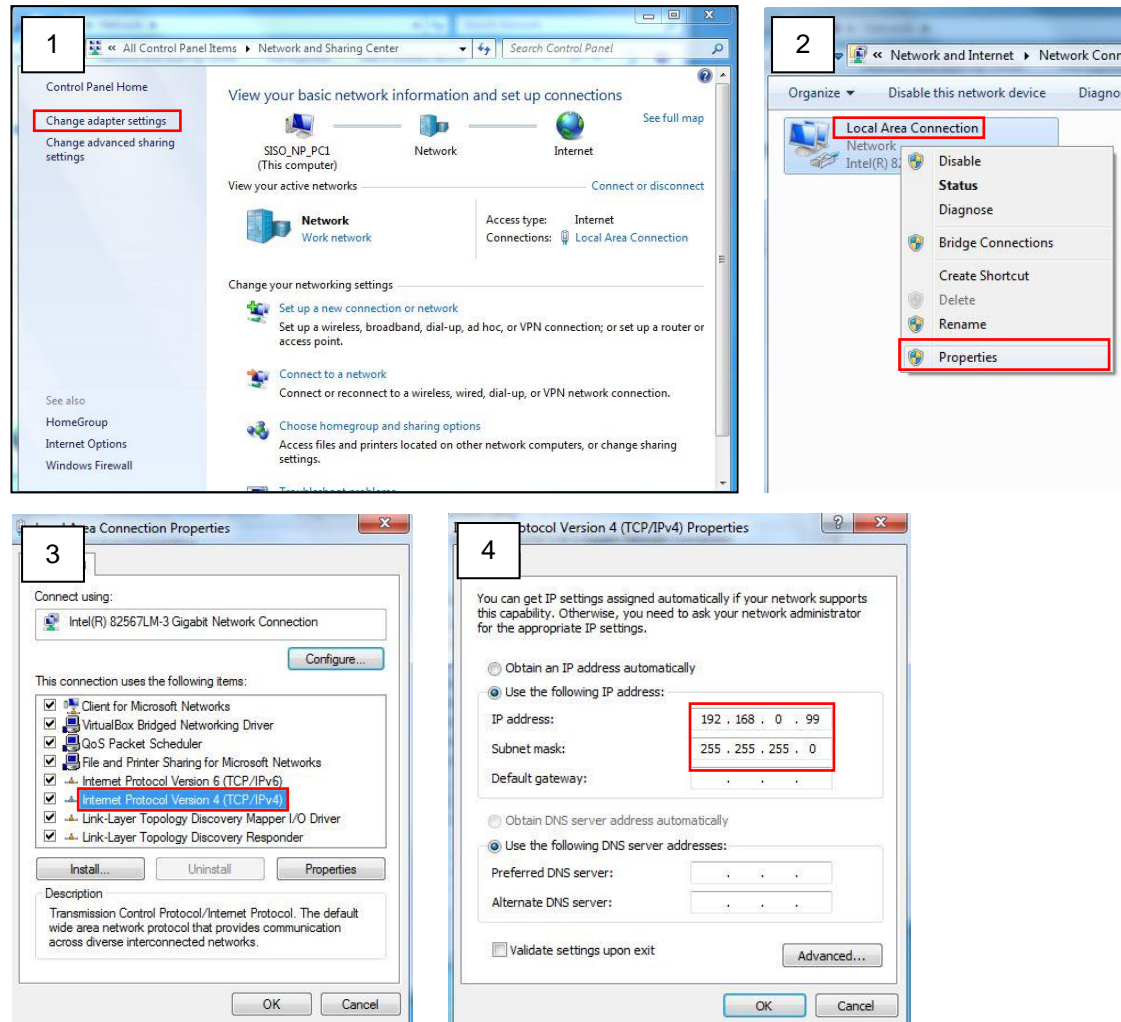 1
« All Control Panel Items ▸ Network and Sharing Center
Search Control Panel
Control Panel Home
Change adapter settings
Change advanced sharing
settings
See also
HomeGroup
Internet Options
Windows Firewall
View your basic network information and set up connections
See full map
SISO_NP_PC1
(This computer)
Network
Internet
View your active networks
Connect or disconnect
Network
Work network
Access type: Internet
Connections: Local Area Connection
Change your networking settings
Set up a new connection or network
Set up a wireless, broadband, dial-up, ad hoc, or VPN connection; or set up a router or
access point.
Connect to a network
Connect or reconnect to a wireless, wired, dial-up, or VPN network connection.
Choose homegroup and sharing options
Access files and printers located on other network computers, or change sharing
settings.
Troubleshoot problems
2
« Network and Internet ▸ Network Conn
Organize Disable this network device Diagno
Local Area Connection
Network
Intel(R) 8
Disable
Status
Diagnose
Bridge Connections
Create Shortcut
Delete
Rename
Properties
3
ea Connection Properties
Connect using:
Intel(R) 82567LM-3 Gigabit Network Connection
Configure...
This connection uses the following items:
Client for Microsoft Networks
VirtualBox Bridged Networking Driver
QoS Packet Scheduler
File and Printer Sharing for Microsoft Networks
Internet Protocol Version 6 (TCP/IPv6)
Internet Protocol Version 4 (TCP/IPv4)
Link-Layer Topology Discovery Mapper I/O Driver
Link-Layer Topology Discovery Responder
Install... Uninstall Properties
Description
Transmission Control Protocol/Internet Protocol. The default
wide area network protocol that provides communication
across diverse interconnected networks.
OK Cancel
4
otocol Version 4 (TCP/IPv4) Properties
You can get IP settings assigned automatically if your network supports
this capability. Otherwise, you need to ask your network administrator
for the appropriate IP settings.
Obtain an IP address automatically
Use the following IP address:
IP address: 192 . 168 . 0 . 99
Subnet mask: 255 . 255 . 255 . 0
Default gateway: . . .
Obtain DNS server address automatically
Use the following DNS server addresses:
Preferred DNS server: . . .
Alternate DNS server: . . .
Validate settings upon exit
Advanced...
OK Cancel